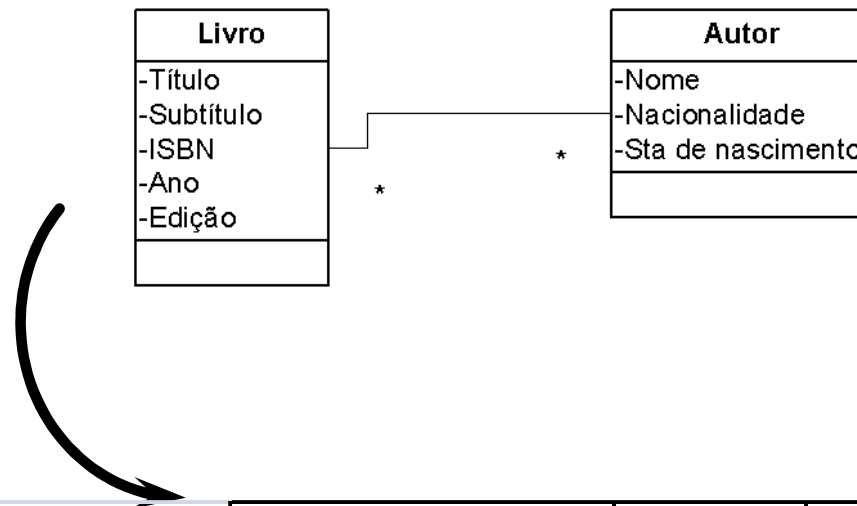 Livro
-Título
-Subtítulo
-ISBN
-Ano
-Edição
*
*
Autor
-Nome
-Nacionalidade
-Sta de nascimento